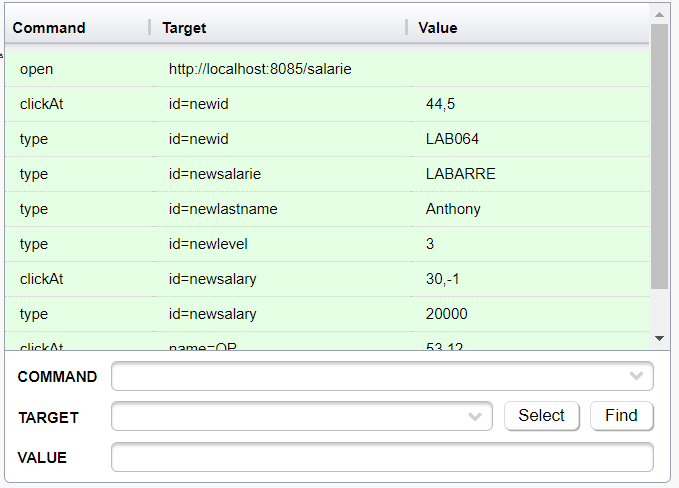 Command Target Value
open http://localhost:8085/salarie
clickAt id=newid 44,5
type id=newid LAB064
type id=newsalarie LABARRE
type id=newlastname Anthony
type id=newlevel 3
clickAt id=newsalary 30,-1
type id=newsalary 20000
clickAt name=OP 53,12
COMMAND
TARGET Select Find
VALUE